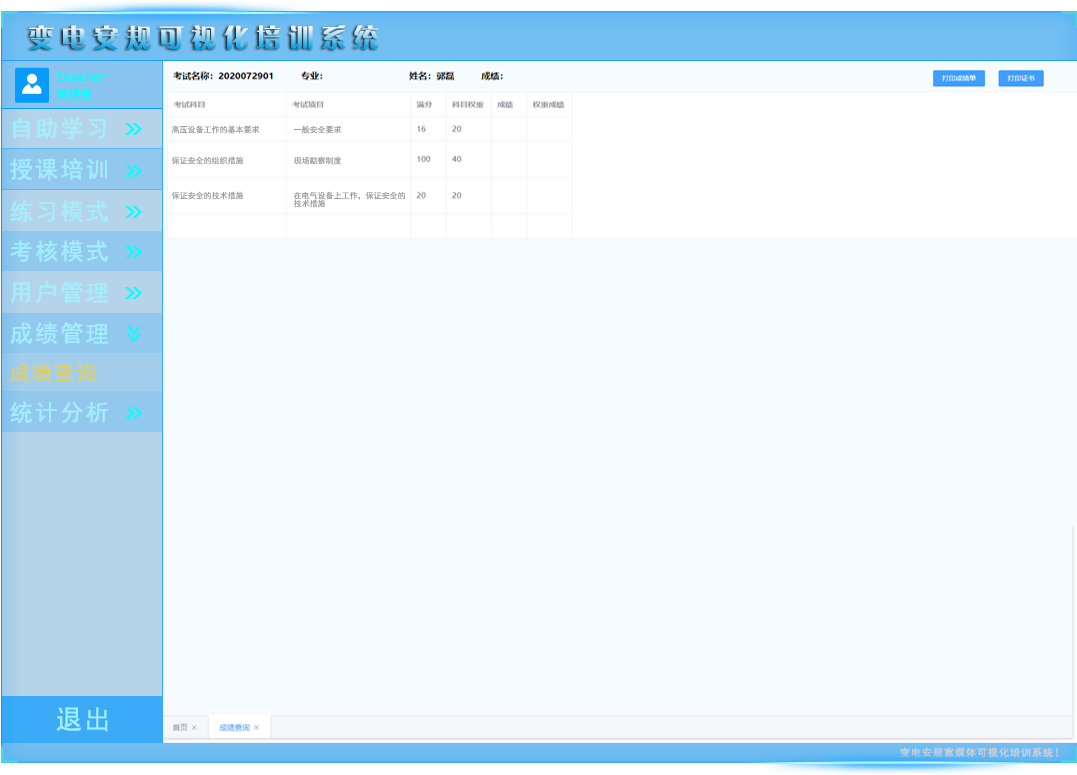 变电安规可视化培训系统
teacher
管理员
考试名称：2020072901 专业： 姓名：郭磊 成绩： 打印成绩单 打印证书
自助学习
授课培训
练习模式
考核模式
用户管理
成绩管理
成绩查询
统计分析
退出
考试科目 考试项目 满分 科目权重 成绩 权重成绩
高压设备工作的基本要求 一般安全要求 16 20
保证安全的组织措施 现场勘察制度 100 40
保证安全的技术措施 在电气设备上工作，保证安全的 20 20
技术措施
首页 × 成绩查询 ×
变电安规富媒体可视化培训系统！